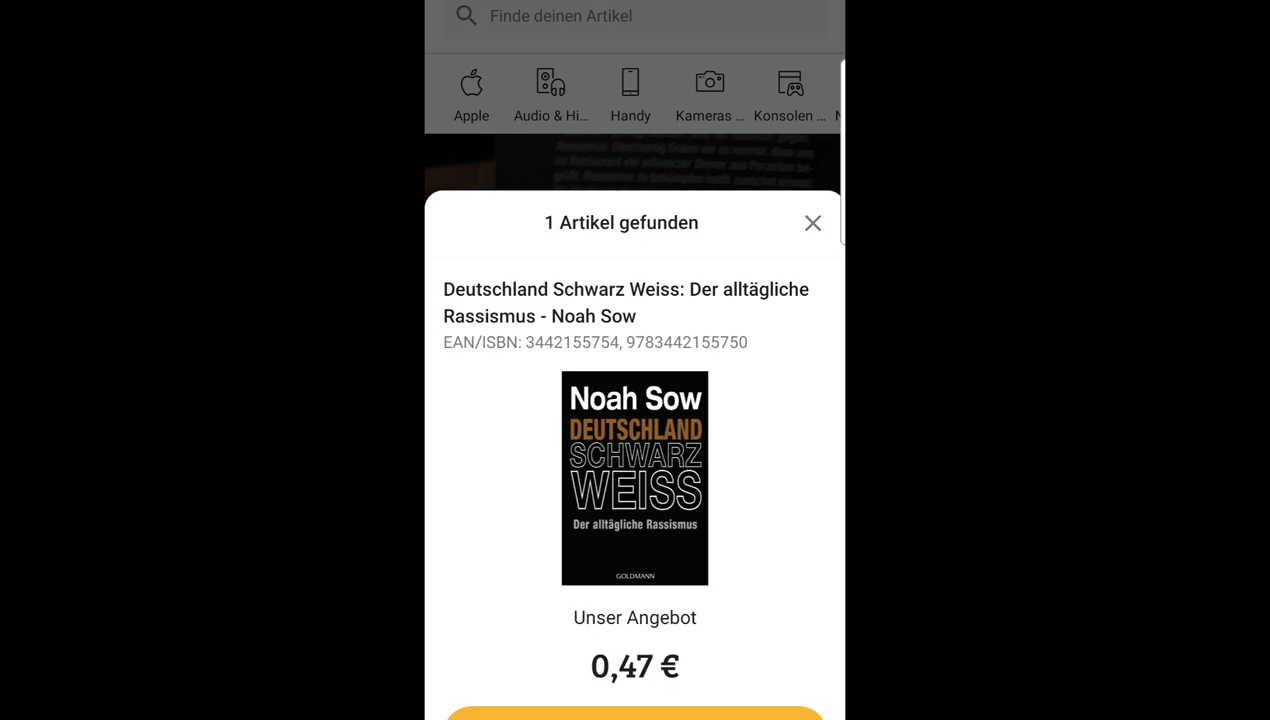 Finde deinen Artikel
Apple
Audio & Hi...
Handy
Kameras ...
Konsolen ...
1 Artikel gefunden
Deutschland Schwarz Weiss: Der alltägliche
Rassismus - Noah Sow
EAN/ISBN: 3442155754, 9783442155750
Noah Sow
DEUTSCHLAND
SCHWARZ
WEISS
Der alltägliche Rassismus
GOLDMANN
Unser Angebot
0,47 €